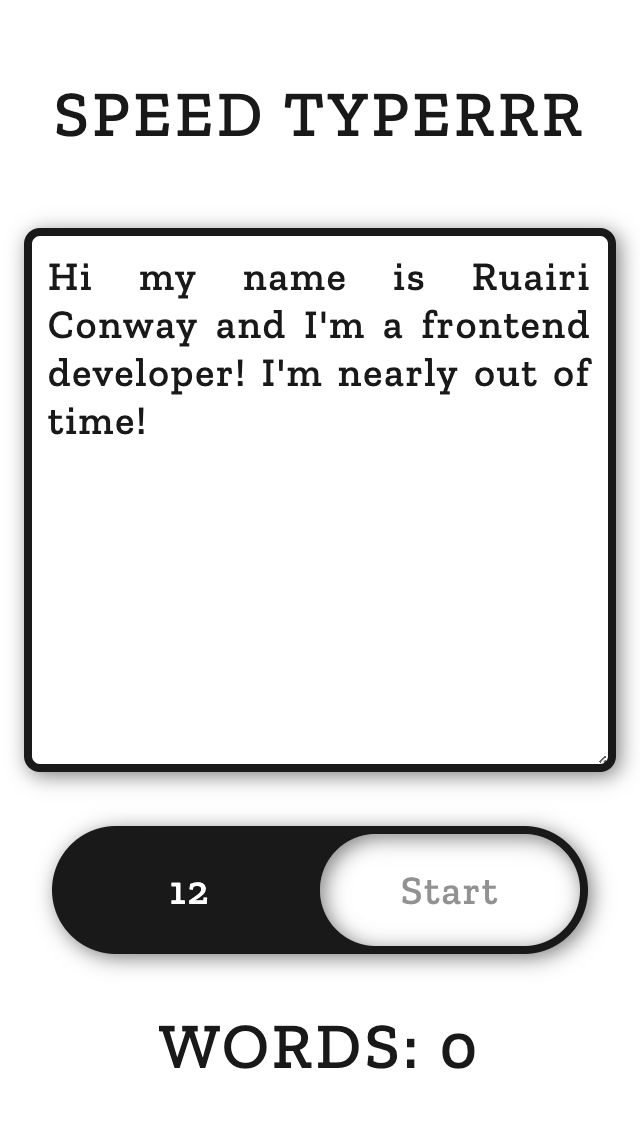 SPEED TYPERRR
Hi my name is Ruairi
Conway and I'm a frontend
developer! I'm nearly out of
time!
12
Start
WORDS: 0